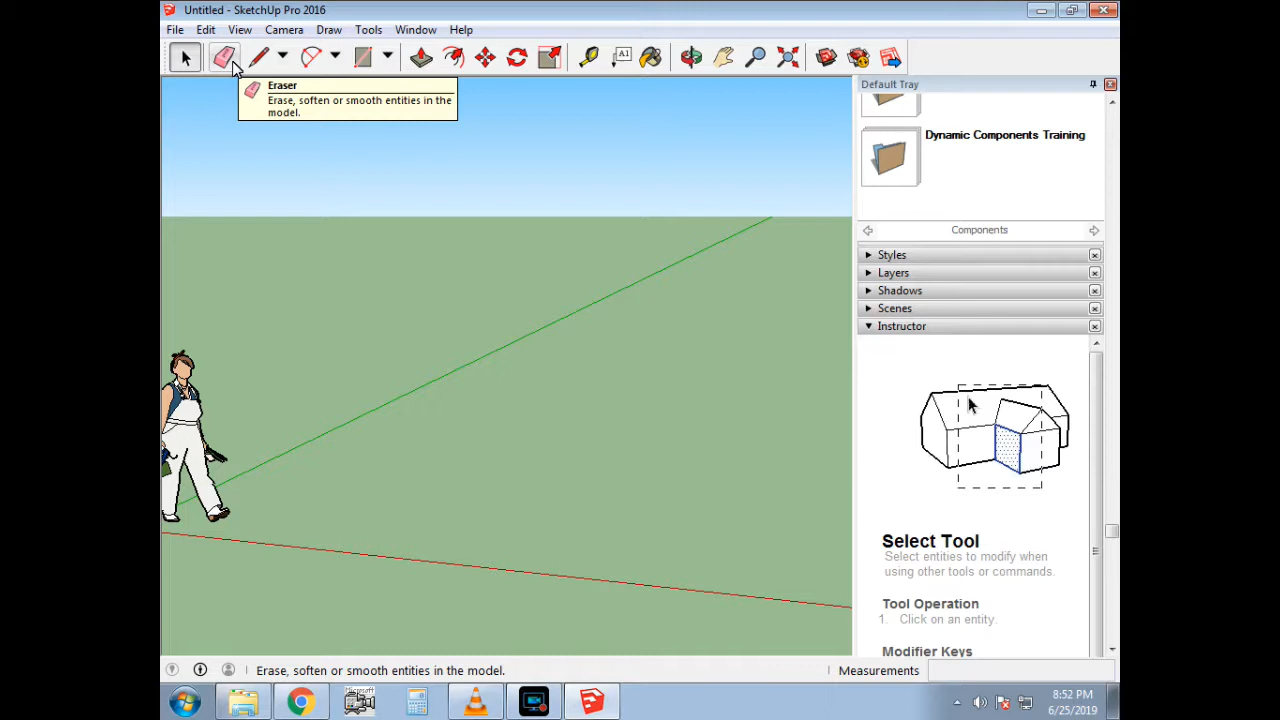 Untitled - SketchUp Pro 2016
File Edit View Camera Draw Tools Window Help
A1
Eraser
Erase, soften or smooth entities in the
model.
Default Tray
Dynamic Components Training
Components
Styles
Layers
Shadows
Scenes
Instructor
Select Tool
Select entities to modify when
using other tools or commands.
Tool Operation
1. Click on an entity.
Modifier Keys
Erase, soften or smooth entities in the model.
Measurements
Microsoft
8:52 PM
6/25/2019